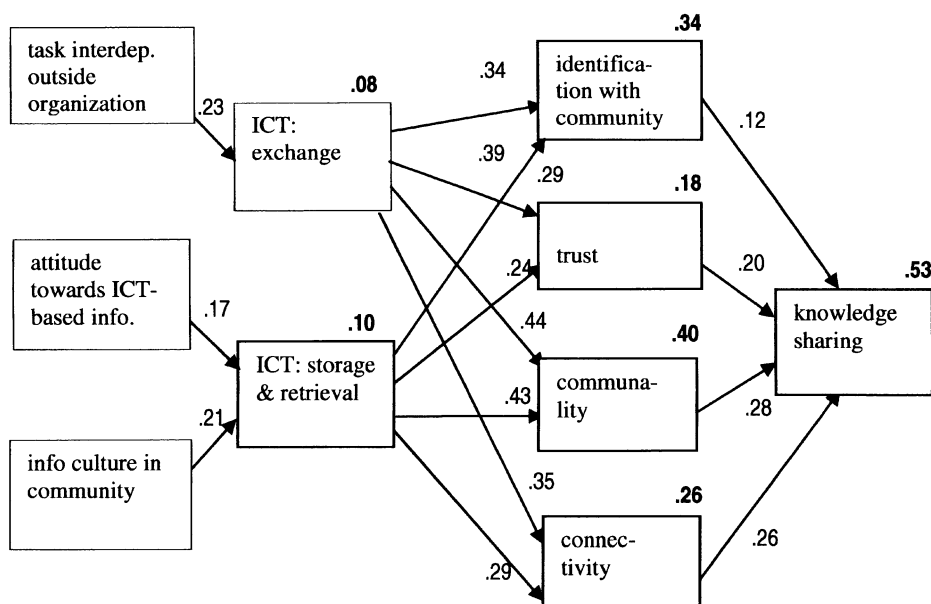 task interdep.
outside
organization
.23
.08
ICT:
exchange
attitude
towards ICT-
based info.
.17
.10
ICT: storage
& retrieval
.21
info culture in
community
.34
.34
identifica-
tion with
community
.39
.29
.18
trust
.24
.44
.40
communa-
lity
.43
.35
.26
connec-
tivity
.29
.12
.20
.53
knowledge
sharing
.28
.26